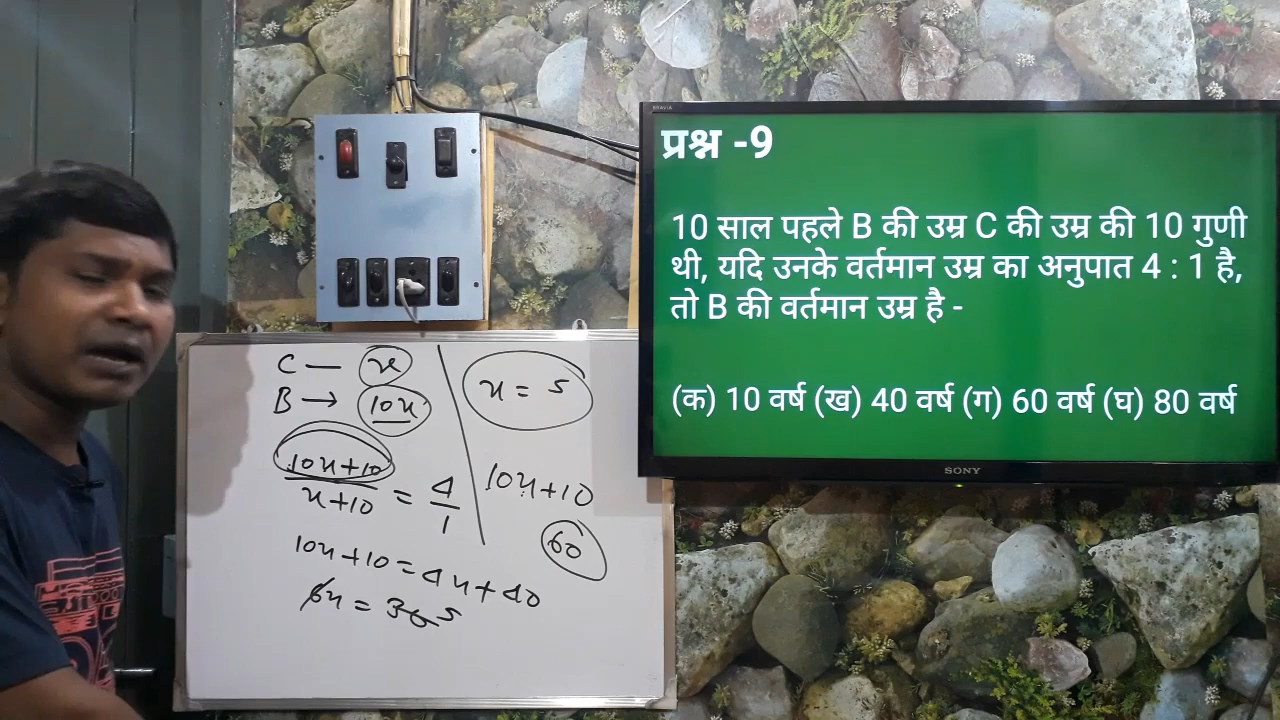 BRAVIA
प्रश्न -9
10 साल पहले B की उम्र C की उम्र की 10 गुणी
थी, यदि उनके वर्तमान उम्र का अनुपात 4 : 1 है,
तो B की वर्तमान उम्र है -
(क) 10 वर्ष (ख) 40 वर्ष (ग) 60 वर्ष (घ) 80 वर्ष
SONY
C — x
B → 10x
10x+10
x+10
= 4
1
10x+10=4x+40
6x = 30 5
x = 5
10x+10
60